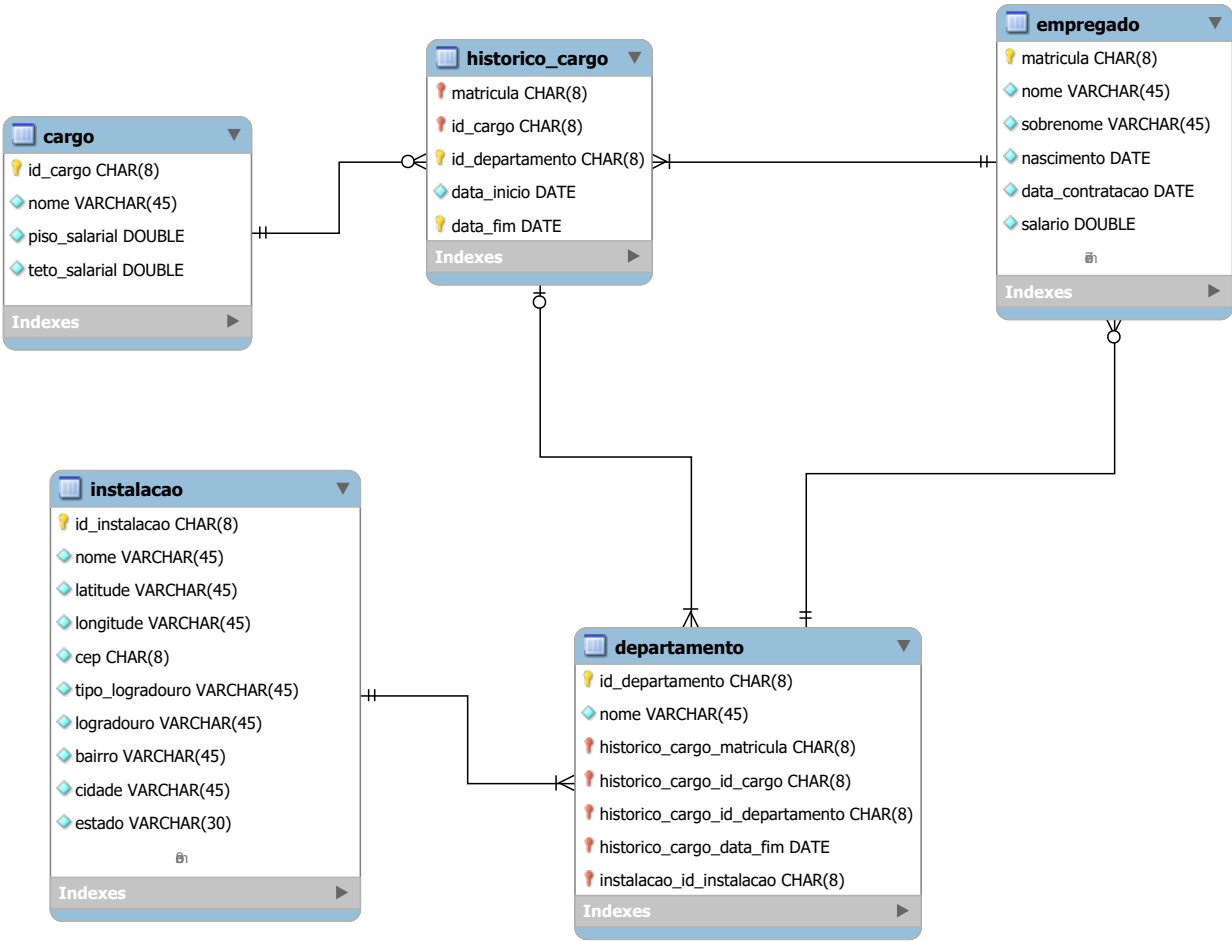 cargo
id_cargo CHAR(8)
nome VARCHAR(45)
piso_salarial DOUBLE
teto_salarial DOUBLE
Indexes
historico_cargo
matricula CHAR(8)
id_cargo CHAR(8)
id_departamento CHAR(8)
data_inicio DATE
data_fim DATE
Indexes
empregado
matricula CHAR(8)
nome VARCHAR(45)
sobrenome VARCHAR(45)
nascimento DATE
data_contratacao DATE
salario DOUBLE
Indexes
instalacao
id_instalacao CHAR(8)
nome VARCHAR(45)
latitude VARCHAR(45)
longitude VARCHAR(45)
cep CHAR(8)
tipo_logradouro VARCHAR(45)
logradouro VARCHAR(45)
bairro VARCHAR(45)
cidade VARCHAR(45)
estado VARCHAR(30)
Indexes
departamento
id_departamento CHAR(8)
nome VARCHAR(45)
historico_cargo_matricula CHAR(8)
historico_cargo_id_cargo CHAR(8)
historico_cargo_id_departamento CHAR(8)
historico_cargo_data_fim DATE
instalacao_id_instalacao CHAR(8)
Indexes